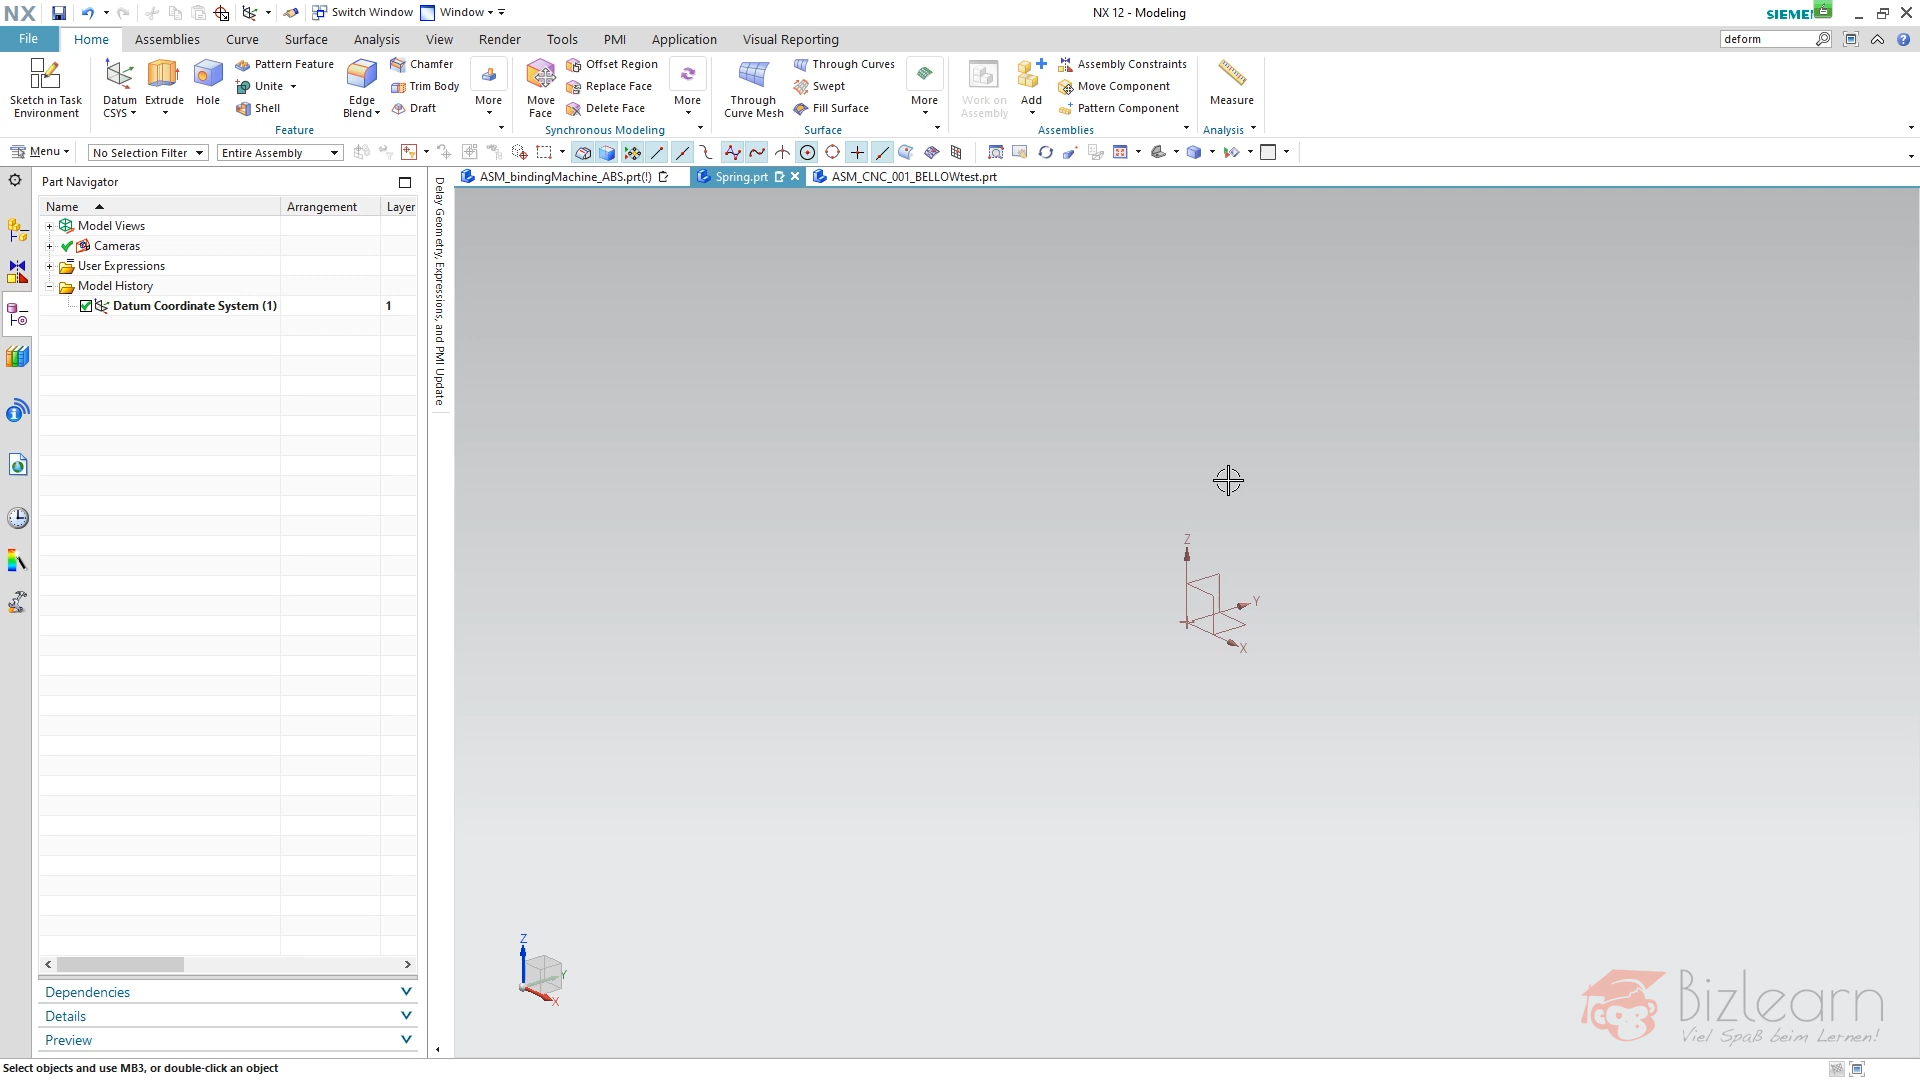 NX
Switch Window
Window
NX 12 - Modeling
SIEME
File
Home
Assemblies
Curve
Surface
Analysis
View
Render
Tools
PMI
Application
Visual Reporting
deform
Sketch in Task
Environment
Datum
CSYS
Extrude
Hole
Pattern Feature
Unite
Shell
Edge
Blend
Chamfer
Trim Body
Draft
More
Feature
Move
Face
Offset Region
Replace Face
Delete Face
More
Synchronous Modeling
Through
Curve Mesh
Through Curves
Swept
Fill Surface
More
Surface
Work on
Assembly
Add
Assembly Constraints
Move Component
Pattern Component
Assemblies
Measure
Analysis
Menu
No Selection Filter
Entire Assembly
Part Navigator
Name
Arrangement
Layer
Model Views
Cameras
User Expressions
Model History
Datum Coordinate System (1)
1
Dependencies
Details
Preview
Delay Geometry, Expressions, and PMI Update
ASM_bindingMachine_ABS.prt(!)
Spring.prt
ASM_CNC_001_BELLOWtest.prt
Z
Y
X
Z
Y
X
Bizlearn
Viel Spaß beim Lernen!
Select objects and use MB3, or double-click an object